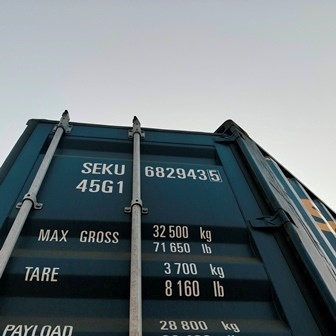 SEKU 682943 5
45G1
MAX GROSS 32 500 kg
71 650 lb
TARE 3 700 kg
8 160 lb
PAYLOAD 28 800 kg